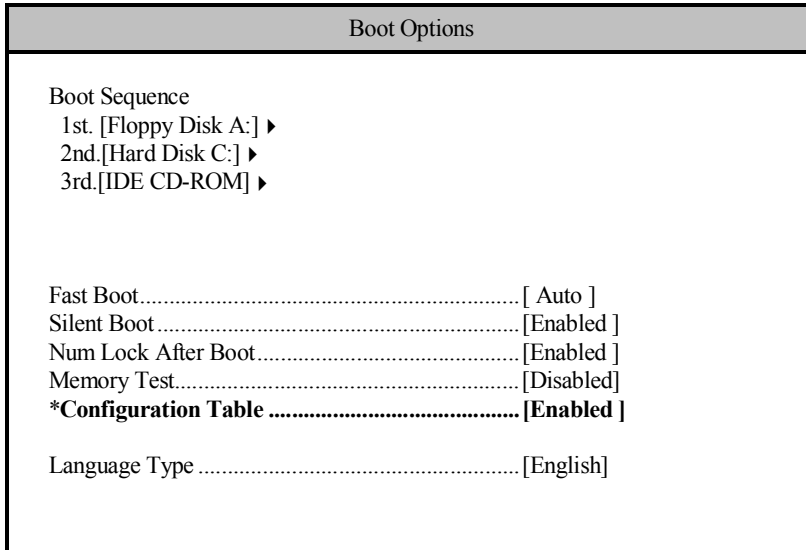 Boot Options
Boot Sequence
1st. [Floppy Disk A:]
2nd.[Hard Disk C:]
3rd.[IDE CD-ROM]
Fast Boot................................................................[ Auto ]
Silent Boot.............................................................[Enabled ]
Num Lock After Boot............................................[Enabled ]
Memory Test..........................................................[Disabled]
*Configuration Table ..........................................[Enabled ]
Language Type ......................................................[English]